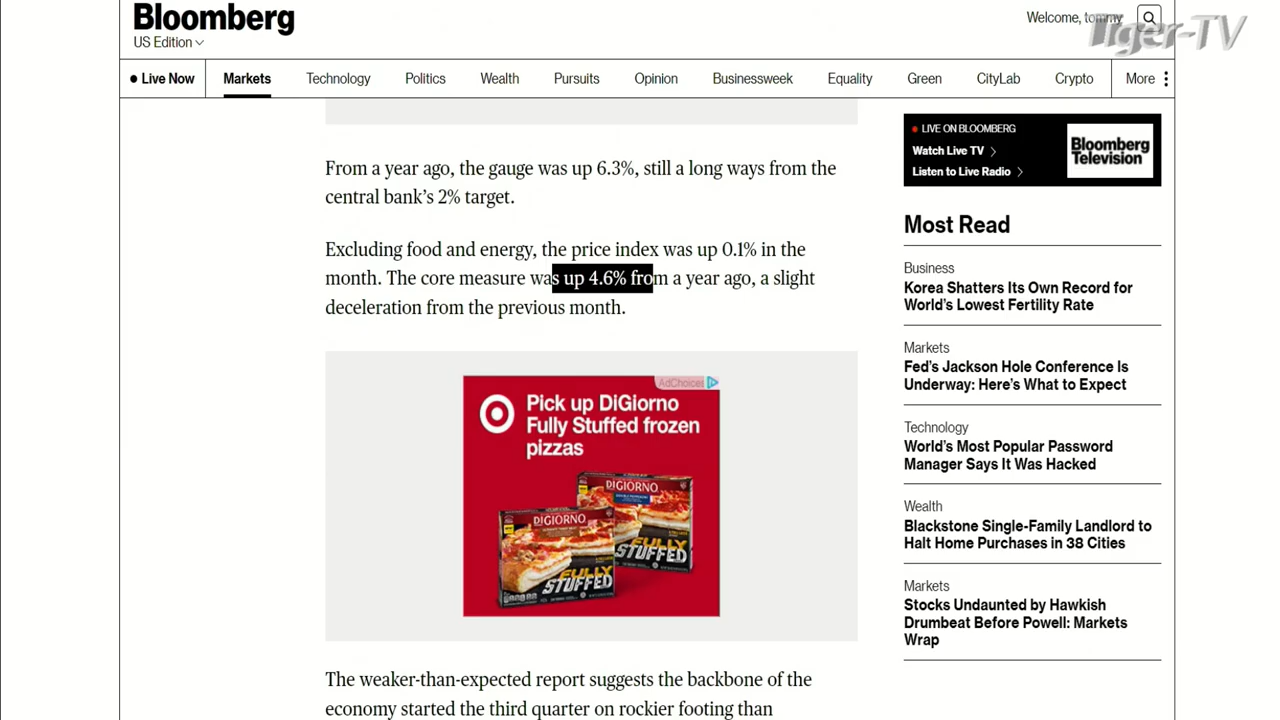 Bloomberg
US Edition
Welcome, tommy
Tiger-TV
Live Now
Markets
Technology
Politics
Wealth
Pursuits
Opinion
Businessweek
Equality
Green
CityLab
Crypto
More
From a year ago, the gauge was up 6.3%, still a long ways from the
central bank’s 2% target.
Excluding food and energy, the price index was up 0.1% in the
month. The core measure was up 4.6% from a year ago, a slight
deceleration from the previous month.
AdChoices
Pick up DiGiorno
Fully Stuffed frozen
pizzas
DIGIORNO
FULLY
STUFFED
DIGIORNO
FULLY
STUFFED
The weaker-than-expected report suggests the backbone of the
economy started the third quarter on rockier footing than
LIVE ON BLOOMBERG
Watch Live TV
Listen to Live Radio
Bloomberg
Television
Most Read
Business
Korea Shatters Its Own Record for
World’s Lowest Fertility Rate
Markets
Fed’s Jackson Hole Conference Is
Underway: Here’s What to Expect
Technology
World’s Most Popular Password
Manager Says It Was Hacked
Wealth
Blackstone Single-Family Landlord to
Halt Home Purchases in 38 Cities
Markets
Stocks Undaunted by Hawkish
Drumbeat Before Powell: Markets
Wrap